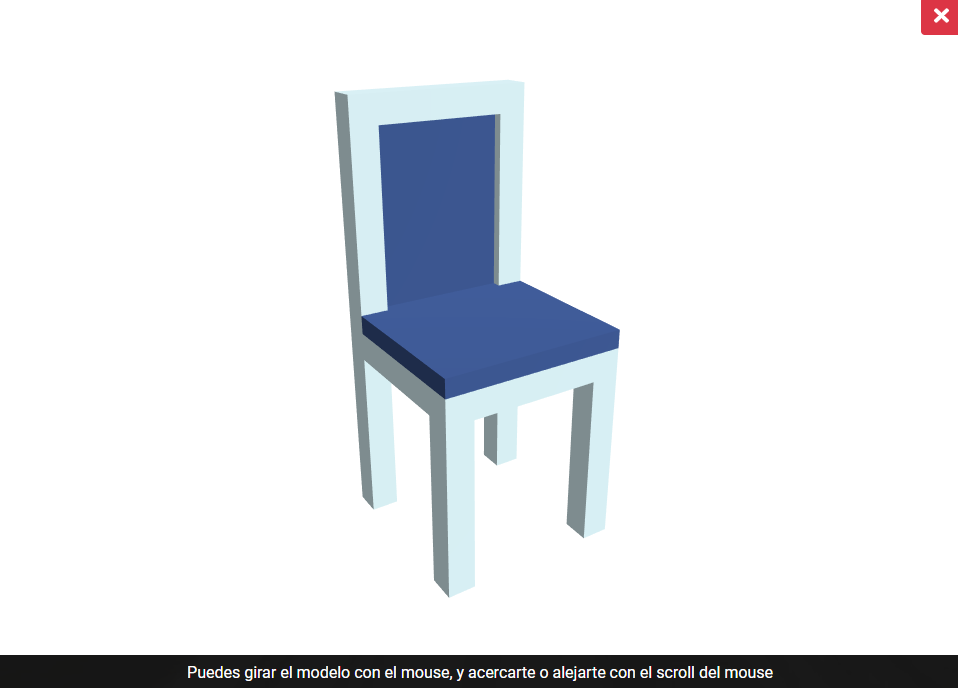 Puedes girar el modelo con el mouse, y acercarte o alejarte con el scroll del mouse